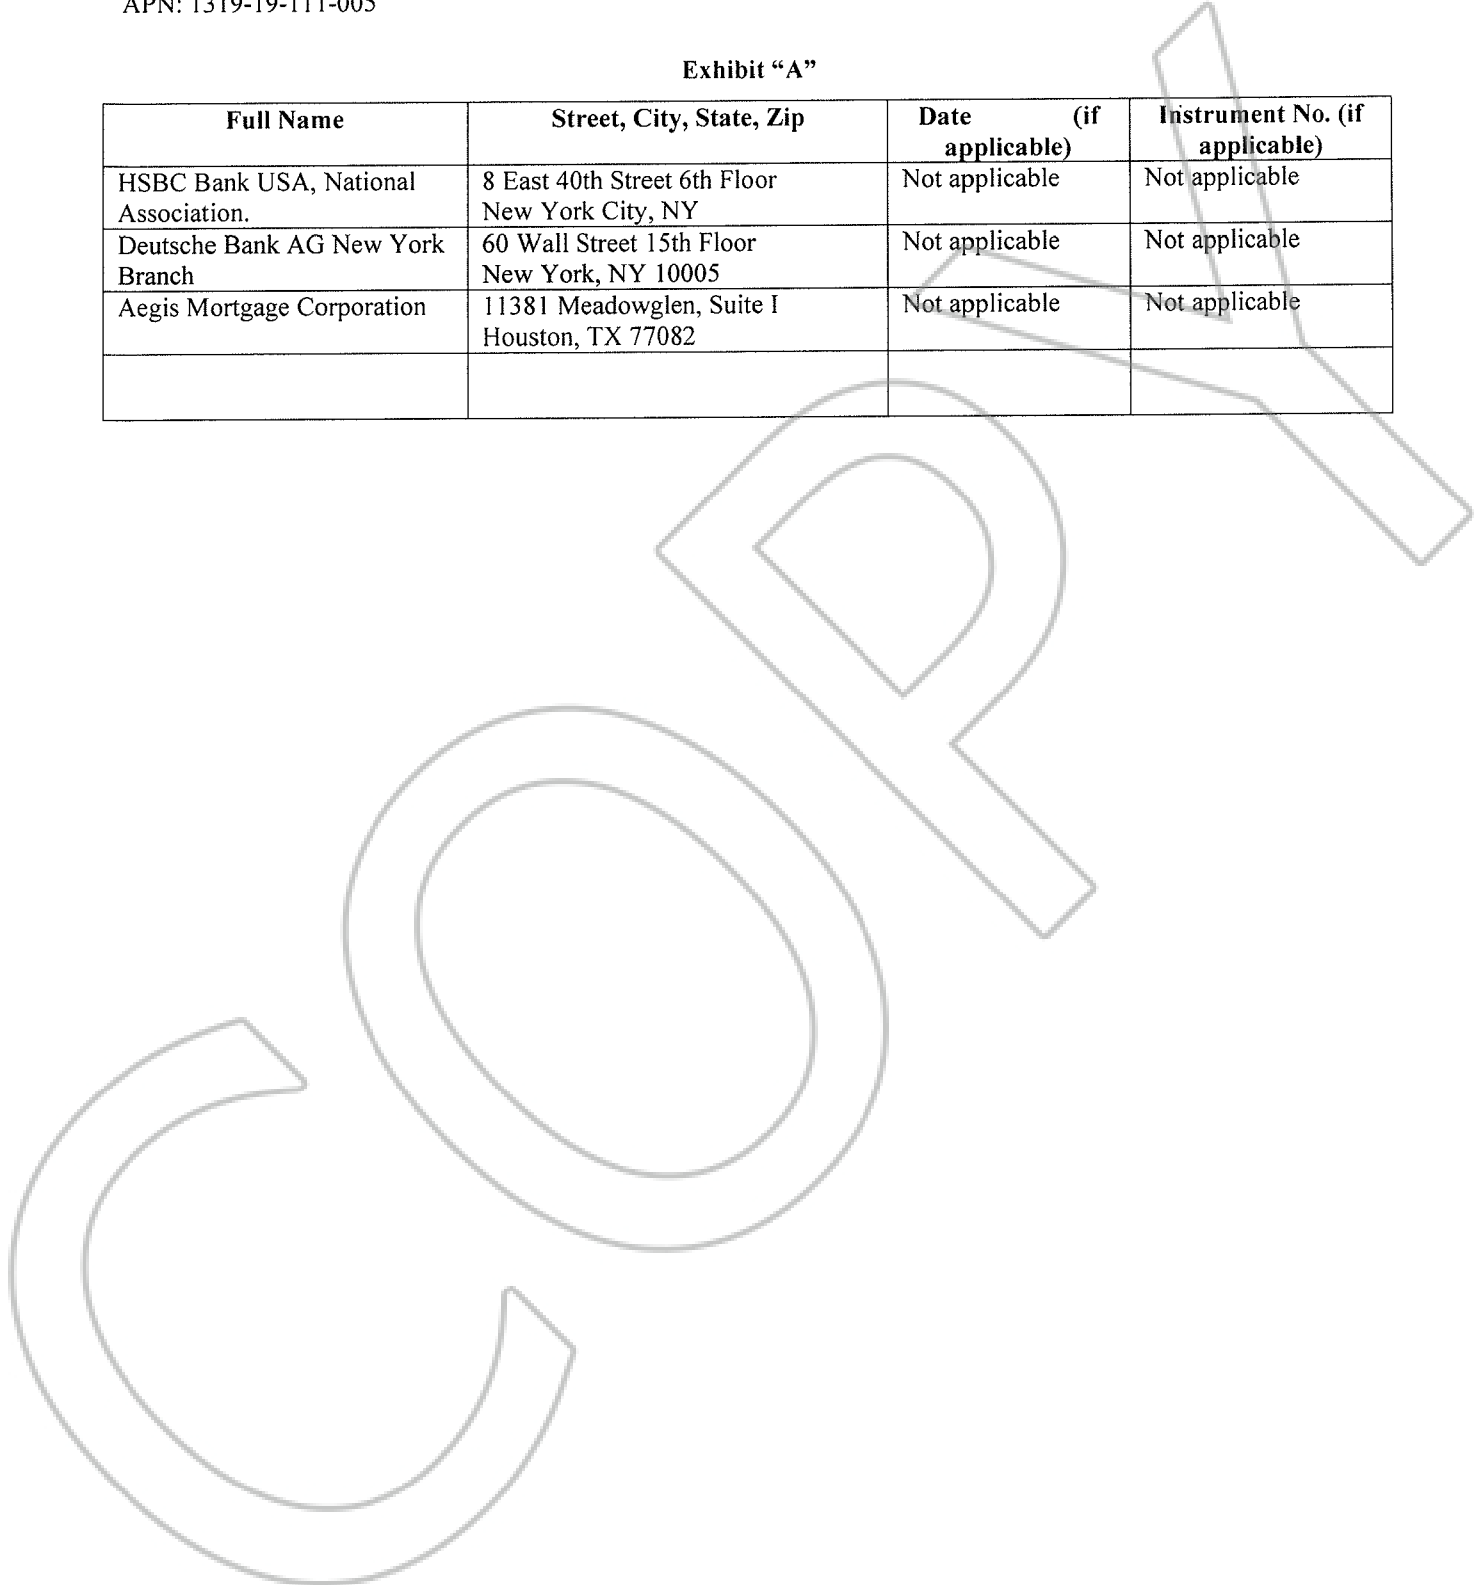 APN: 1319-19-111-005
Exhibit “A”
Full Name Street, City, State, Zip Date (if applicable) Instrument No. (if applicable)
HSBC Bank USA, National 8 East 40th Street 6th Floor Not applicable Not applicable
Association. New York City, NY
Deutsche Bank AG New York 60 Wall Street 15th Floor Not applicable Not applicable
Branch New York, NY 10005
Aegis Mortgage Corporation 11381 Meadowglen, Suite I Not applicable Not applicable
Houston, TX 77082
COPY